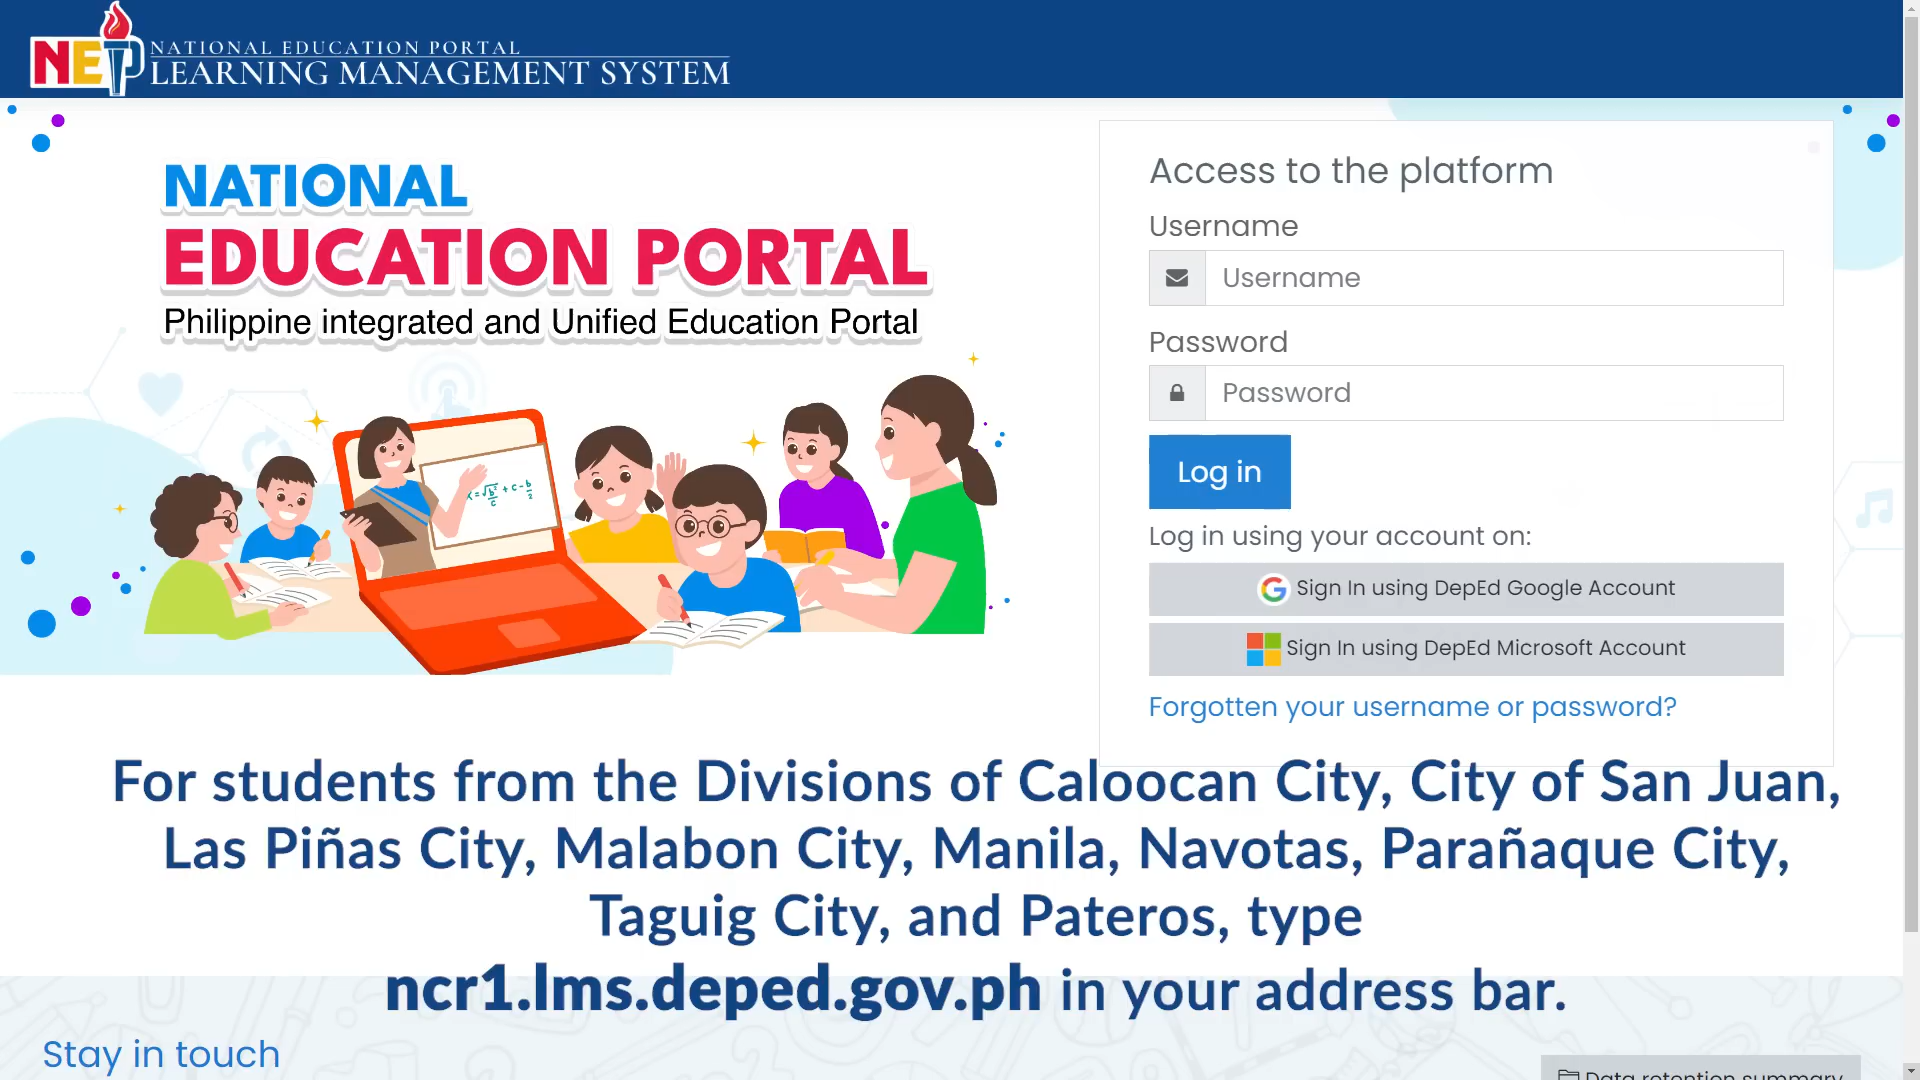 NEP
NATIONAL EDUCATION PORTAL
LEARNING MANAGEMENT SYSTEM
NATIONAL
EDUCATION PORTAL
Philippine integrated and Unified Education Portal
Access to the platform
Username
Username
Password
Password
Log in
Log in using your account on:
Sign In using DepEd Google Account
Sign In using DepEd Microsoft Account
Forgotten your username or password?
For students from the Divisions of Caloocan City, City of San Juan,
Las Piñas City, Malabon City, Manila, Navotas, Parañaque City,
Taguig City, and Pateros, type
ncr1.lms.deped.gov.ph in your address bar.
Stay in touch
Data retention summary